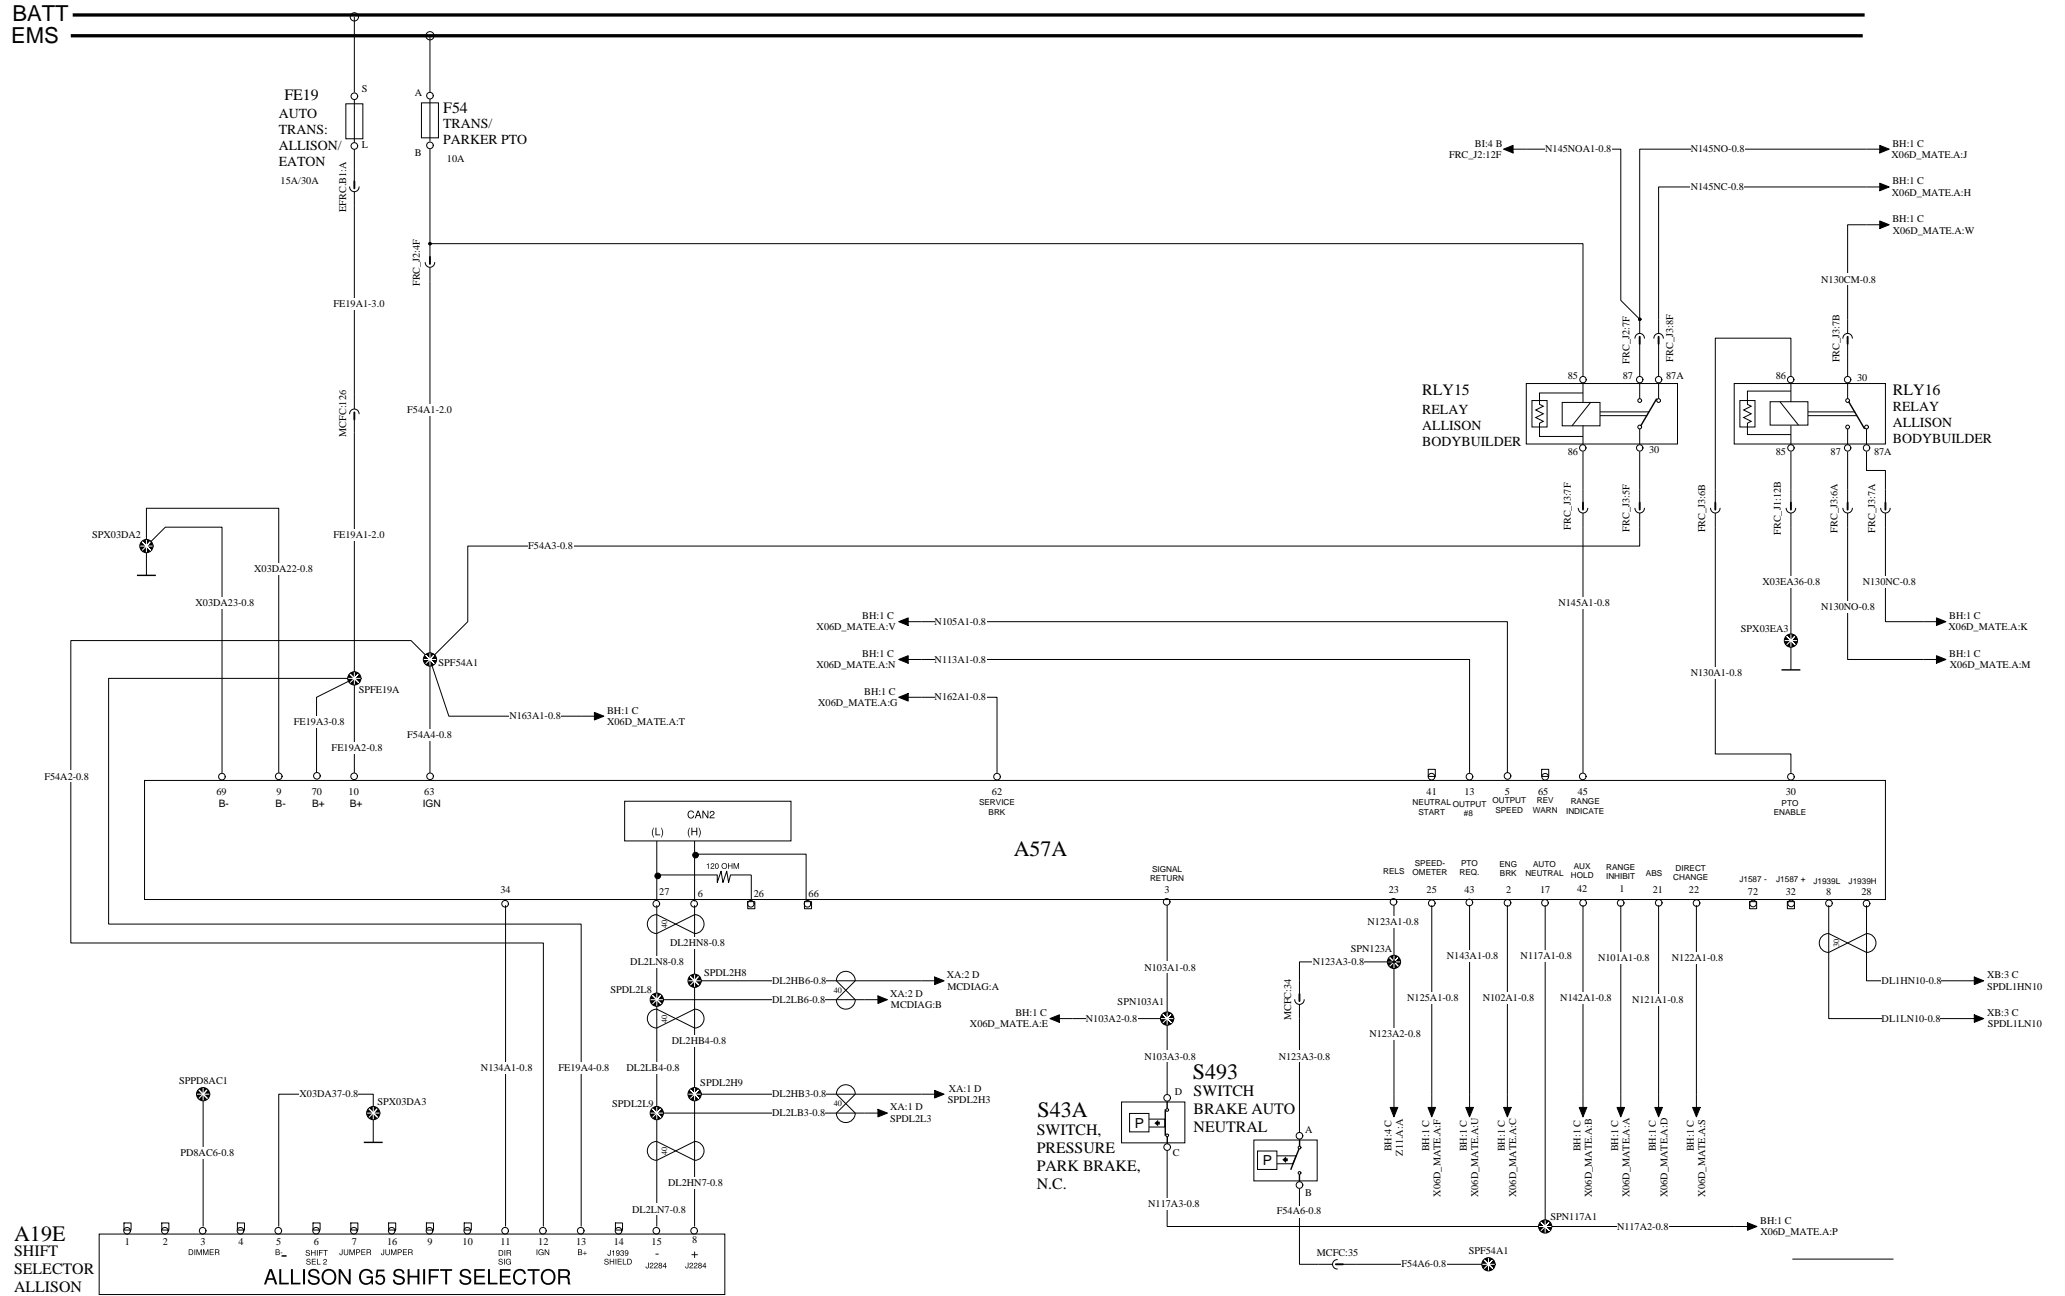 BATT
EMS
FE19
AUTO
TRANS:
ALLISON/
EATON
15A/30A
S
L
EFRC.B1:A
A
B
F54
TRANS/
PARKER PTO
10A
FRC_J2:4F
FE19A1-3.0
MCFC:126
F54A1-2.0
FE19A1-2.0
BI:4 B
FRC_J2:12F
N145NOA1-0.8
N145NO-0.8
BH:1 C
X06D_MATE.A:J
N145NC-0.8
BH:1 C
X06D_MATE.A:H
BH:1 C
X06D_MATE.A:W
N130CM-0.8
FRC_J2:7F
FRC_J3:8F
FRC_J3:7B
RLY15
RELAY
ALLISON
BODYBUILDER
85
87
87A
86
30
RLY16
RELAY
ALLISON
BODYBUILDER
86
30
85
87
87A
FRC_J3:7F
FRC_J3:5F
FRC_J3:6B
FRC_J1:12B
FRC_J3:6A
FRC_J3:7A
SPX03DA2
X03DA22-0.8
X03DA23-0.8
F54A3-0.8
N145A1-0.8
X03EA36-0.8
N130NC-0.8
N130NO-0.8
SPX03EA3
BH:1 C
X06D_MATE.A:K
BH:1 C
X06D_MATE.A:M
N130A1-0.8
BH:1 C
X06D_MATE.A:V
N105A1-0.8
BH:1 C
X06D_MATE.A:N
N113A1-0.8
BH:1 C
X06D_MATE.A:G
N162A1-0.8
SPF54A1
SPFE19A
N163A1-0.8
BH:1 C
X06D_MATE.A:T
FE19A3-0.8
FE19A2-0.8
F54A4-0.8
F54A2-0.8
69
B-
9
B-
70
B+
10
B+
63
IGN
62
SERVICE
BRK
41
NEUTRAL
START
13
OUTPUT
#8
5
OUTPUT
SPEED
65
REV
WARN
45
RANGE
INDICATE
30
PTO
ENABLE
CAN2
(L)
(H)
120 OHM
A57A
34
27
6
26
66
SIGNAL
RETURN
3
RELS
23
SPEED-
OMETER
25
PTO
REQ.
43
ENG
BRK
2
AUTO
NEUTRAL
17
AUX
HOLD
42
RANGE
INHIBIT
1
ABS
21
DIRECT
CHANGE
22
J1587 -
72
J1587 +
32
J1939L
8
J1939H
28
40
DL2HN8-0.8
DL2LN8-0.8
SPDL2H8
SPDL2L8
DL2HB6-0.8
XA:2 D
MCDIAG:A
40
DL2LB6-0.8
XA:2 D
MCDIAG:B
40
DL2HB4-0.8
DL2LB4-0.8
SPDL2H9
SPDL2L9
DL2HB3-0.8
XA:1 D
SPDL2H3
40
DL2LB3-0.8
XA:1 D
SPDL2L3
40
DL2HN7-0.8
DL2LN7-0.8
N134A1-0.8
FE19A4-0.8
N103A1-0.8
SPN103A1
BH:1 C
X06D_MATE.A:E
N103A2-0.8
N103A3-0.8
S43A
SWITCH,
PRESSURE
PARK BRAKE,
N.C.
D
P
C
N117A3-0.8
S493
SWITCH
BRAKE AUTO
NEUTRAL
A
P
B
F54A6-0.8
MCFC:34
N123A3-0.8
N123A3-0.8
SPN123A
N123A1-0.8
N123A2-0.8
N125A1-0.8
N143A1-0.8
N102A1-0.8
N117A1-0.8
N142A1-0.8
N101A1-0.8
N121A1-0.8
N122A1-0.8
30
DL1HN10-0.8
XB:3 C
SPDL1HN10
DL1LN10-0.8
XB:3 C
SPDL1LN10
BH:4 C
Z11A:A
BH:1 C
X06D_MATE.A:F
BH:1 C
X06D_MATE.A:U
BH:1 C
X06D_MATE.A:C
BH:1 C
X06D_MATE.A:B
BH:1 C
X06D_MATE.A:A
BH:1 C
X06D_MATE.A:D
BH:1 C
X06D_MATE.A:S
SPN117A1
N117A2-0.8
BH:1 C
X06D_MATE.A:P
MCFC:35
F54A6-0.8
SPF54A1
SPPD8AC1
PD8AC6-0.8
X03DA37-0.8
SPX03DA3
A19E
SHIFT
SELECTOR
ALLISON
1
2
3
DIMMER
4
5
B-
6
SHIFT
SEL 2
7
JUMPER
16
JUMPER
9
10
11
DIR
SIG
12
IGN
13
B+
14
J1939
SHIELD
15
-
J2284
8
+
J2284
ALLISON G5 SHIFT SELECTOR